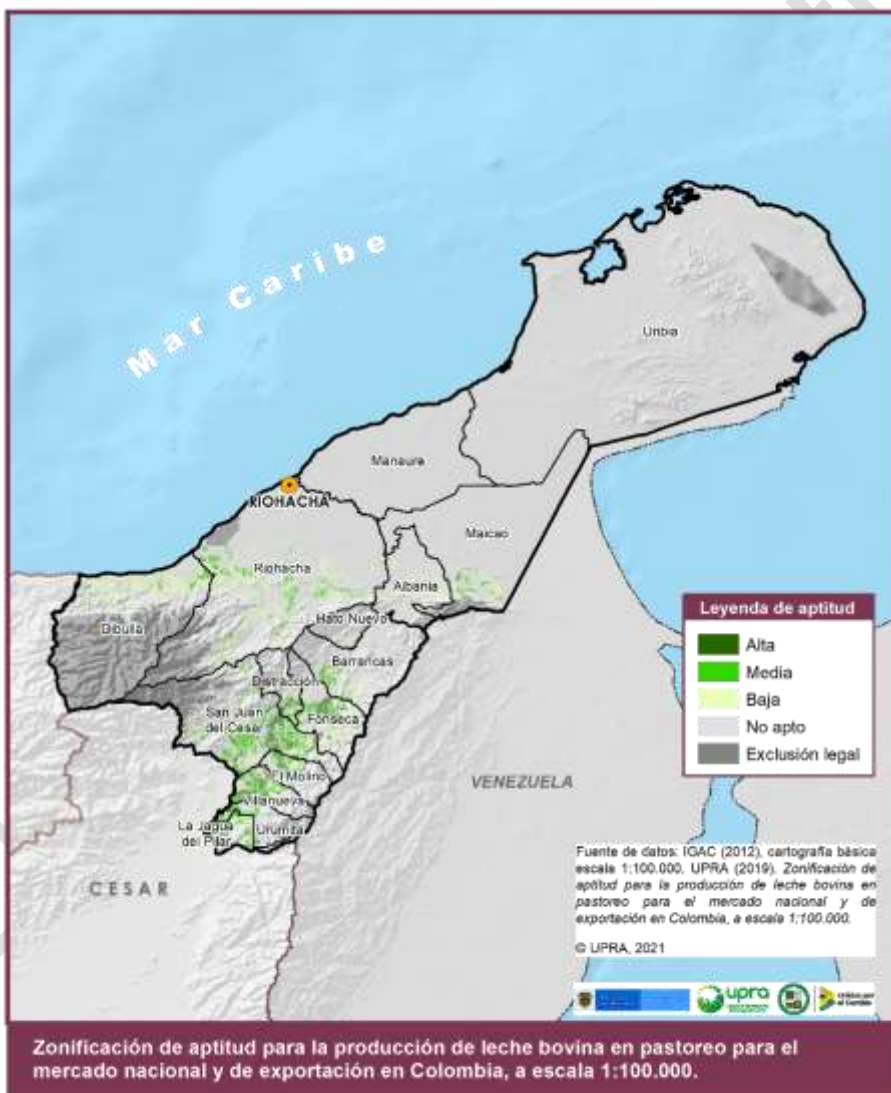 Mar Caribe
Uribia
Manaure
RIOHACHA
Maicao
Riohacha
Albania
Dibulla
Hato Nuevo
Barrancas
Distracción
San Juan
del Cesar
Fonseca
El Molino
Villanueva
La Jagua
del Pilar
Urumita
VENEZUELA
CESAR
Leyenda de aptitud
Alta
Media
Baja
No apto
Exclusión legal
Fuente de datos: IGAC (2012), cartografía básica
escala 1:100.000. UPRA (2019). Zonificación de
aptitud para la producción de leche bovina en
pastoreo para el mercado nacional y de
exportación en Colombia, a escala 1:100.000.
© UPRA, 2021
upra
Zonificación de aptitud para la producción de leche bovina en pastoreo para el
mercado nacional y de exportación en Colombia, a escala 1:100.000.